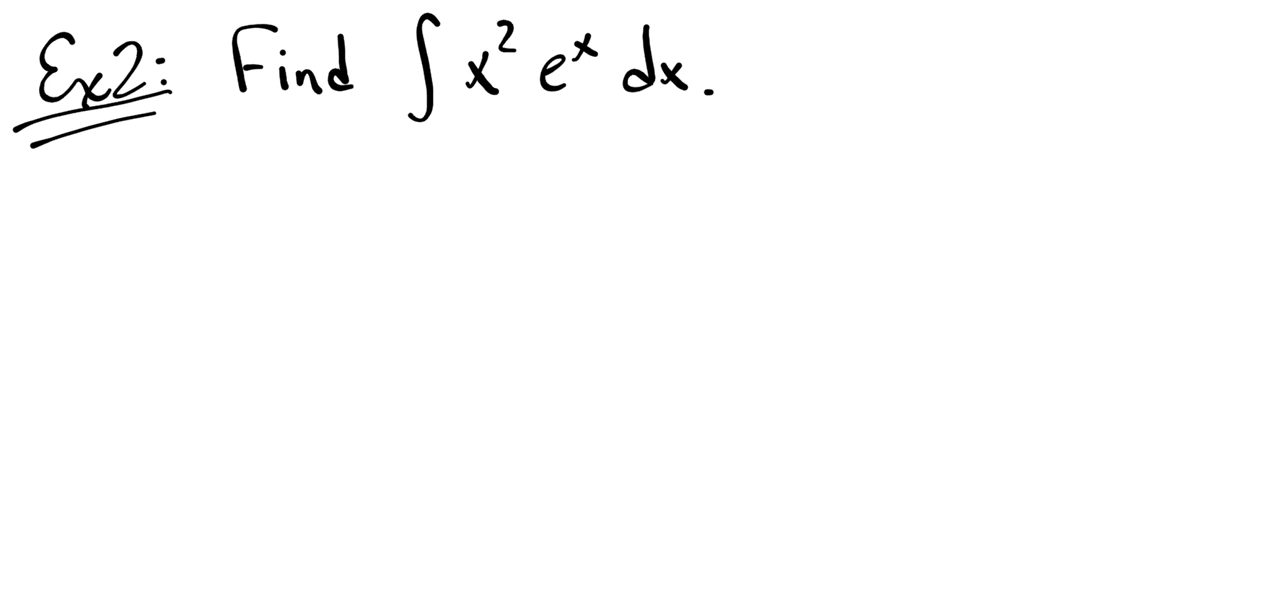 Ex2: Find ∫ x² eˣ dx.